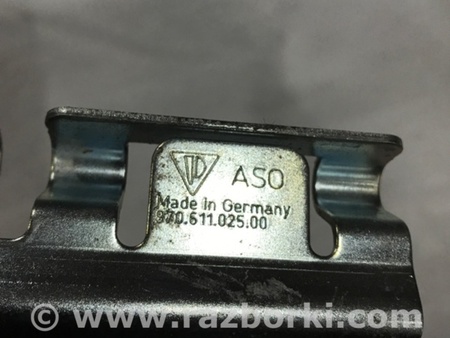 ASO
Made in Germany
970.611.025.00
© www.razborki.com